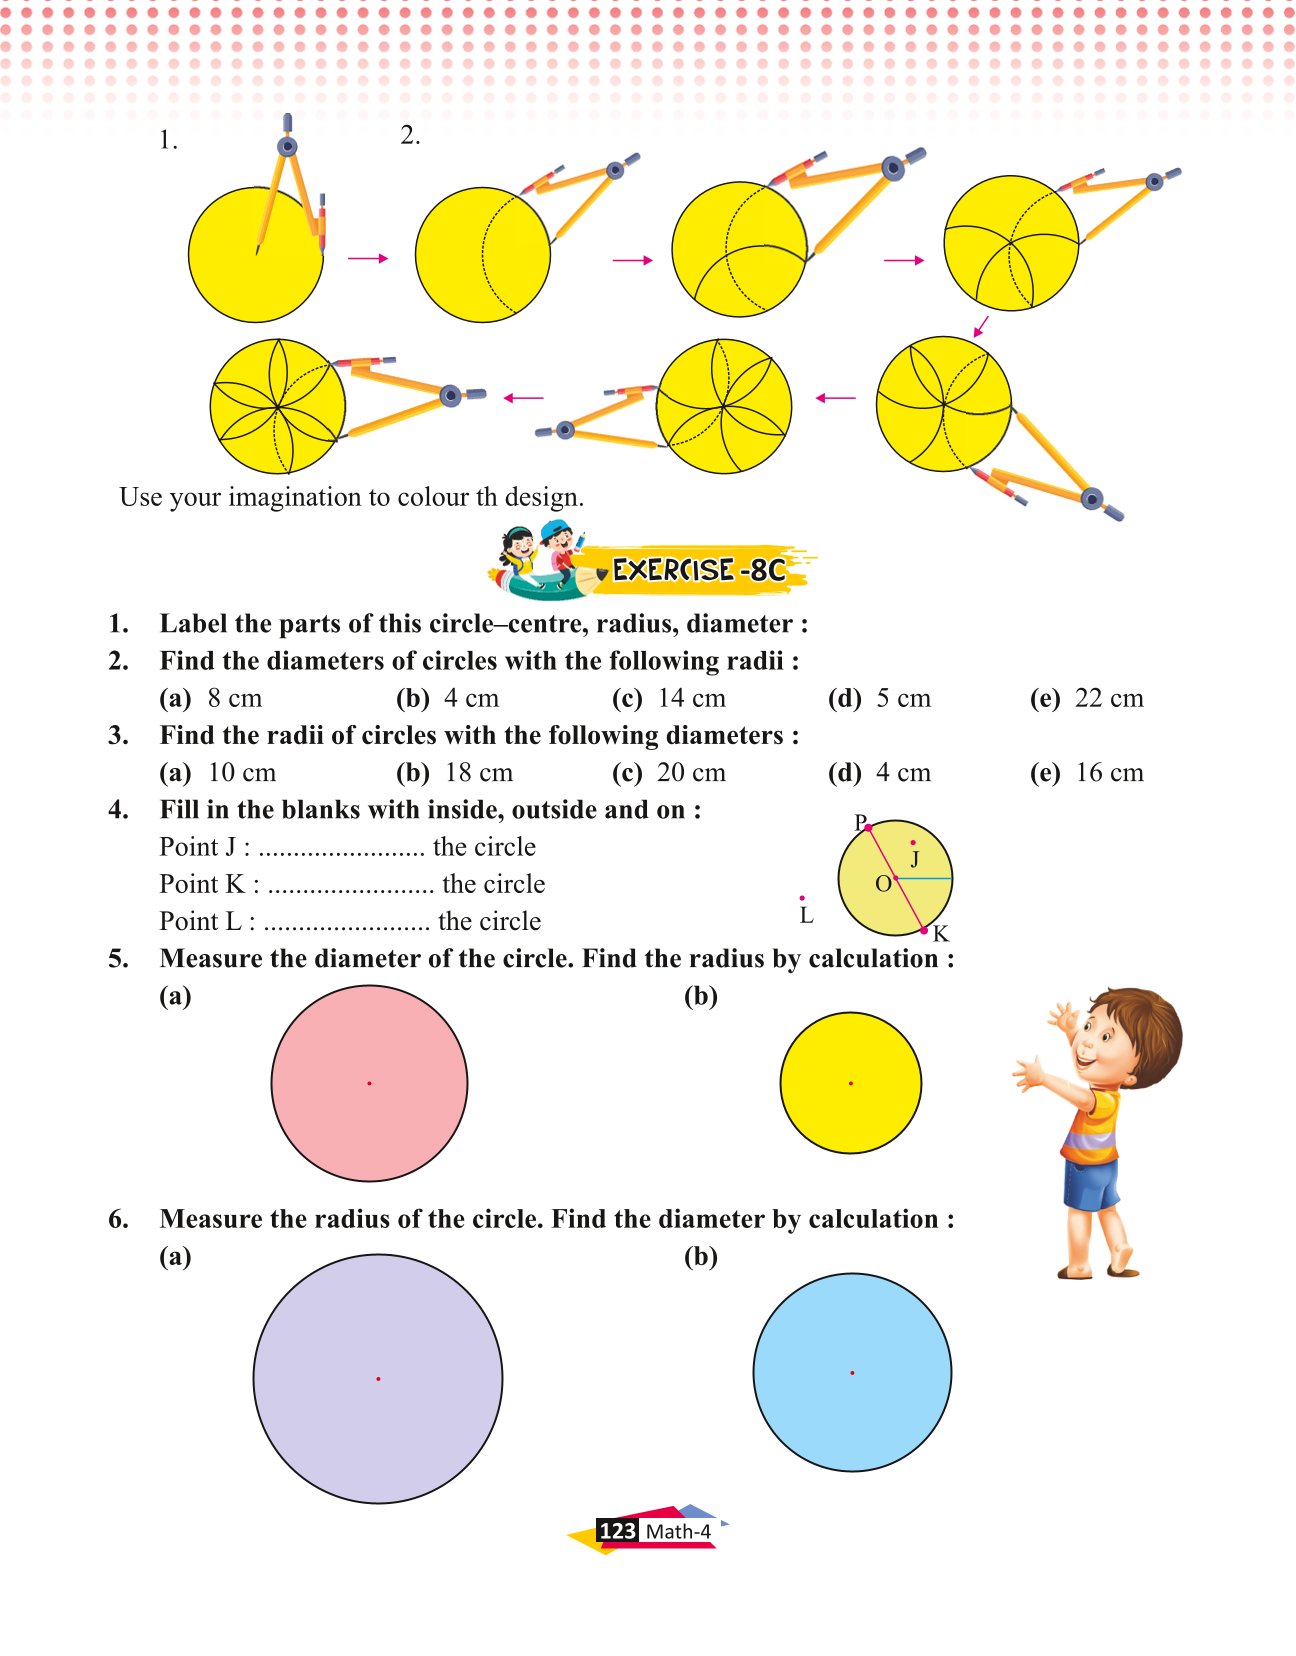 1.
2.
Use your imagination to colour th design.
EXERCISE -8C
1. Label the parts of this circle–centre, radius, diameter :
2. Find the diameters of circles with the following radii :
(a) 8 cm (b) 4 cm (c) 14 cm (d) 5 cm (e) 22 cm
3. Find the radii of circles with the following diameters :
(a) 10 cm (b) 18 cm (c) 20 cm (d) 4 cm (e) 16 cm
4. Fill in the blanks with inside, outside and on :
Point J : ........................ the circle
Point K : ........................ the circle
Point L : ........................ the circle
P
J
O
L
K
5. Measure the diameter of the circle. Find the radius by calculation :
(a) (b)
6. Measure the radius of the circle. Find the diameter by calculation :
(a) (b)
123 Math-4